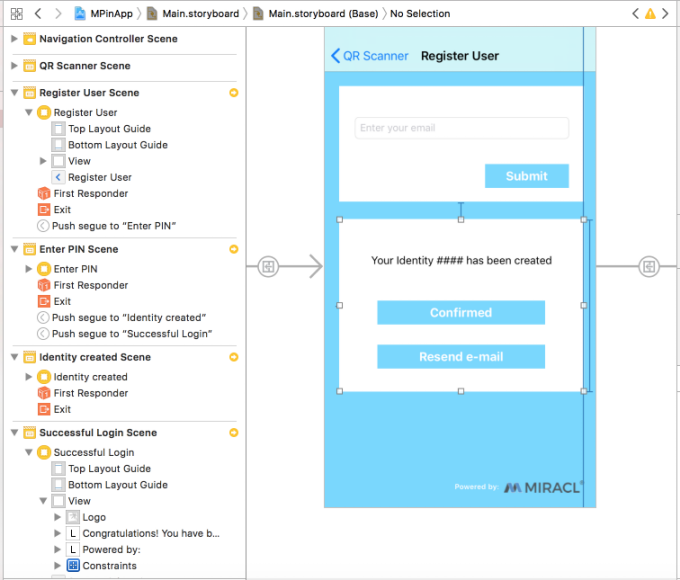 MPinApp
Main.storyboard
Main.storyboard (Base)
No Selection
Navigation Controller Scene
QR Scanner Scene
Register User Scene
Register User
Top Layout Guide
Bottom Layout Guide
View
Register User
First Responder
Exit
Push segue to “Enter PIN”
Enter PIN Scene
Enter PIN
First Responder
Exit
Push segue to “Identity created”
Push segue to “Successful Login”
Identity created Scene
Identity created
First Responder
Exit
Successful Login Scene
Successful Login
Top Layout Guide
Bottom Layout Guide
View
Logo
L Congratulations! You have b...
L Powered by:
Constraints
QR Scanner
Register User
Enter your email
Submit
Your Identity #### has been created
Confirmed
Resend e-mail
Powered by: MIRACL